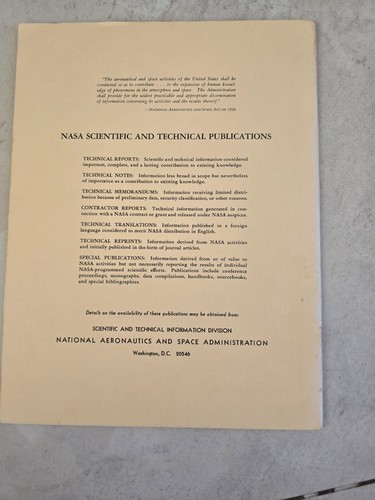 "The aeronautical and space activities of the United States shall be
conducted so as to contribute . . . to the expansion of human knowl-
edge of phenomena in the atmosphere and space. The Administration
shall provide for the widest practicable and appropriate dissemination
of information concerning its activities and the results thereof."
—NATIONAL AERONAUTICS AND SPACE ACT OF 1958
NASA SCIENTIFIC AND TECHNICAL PUBLICATIONS
TECHNICAL REPORTS: Scientific and technical information considered
important, complete, and a lasting contribution to existing knowledge.
TECHNICAL NOTES: Information less broad in scope but nevertheless
of importance as a contribution to existing knowledge.
TECHNICAL MEMORANDUMS: Information receiving limited distri-
bution because of preliminary data, security classification, or other reasons.
CONTRACTOR REPORTS: Technical information generated in con-
nection with a NASA contract or grant and released under NASA auspices.
TECHNICAL TRANSLATIONS: Information published in a foreign
language considered to merit NASA distribution in English.
TECHNICAL REPRINTS: Information derived from NASA activities
and initially published in the form of journal articles.
SPECIAL PUBLICATIONS: Information derived from or of value to
NASA activities but not necessarily reporting the results of individual
NASA-programmed scientific efforts. Publications include conference
proceedings, monographs, data compilations, handbooks, sourcebooks,
and special bibliographies.
Details on the availability of these publications may be obtained from:
SCIENTIFIC AND TECHNICAL INFORMATION DIVISION
NATIONAL AERONAUTICS AND SPACE ADMINISTRATION
Washington, D.C. 20546